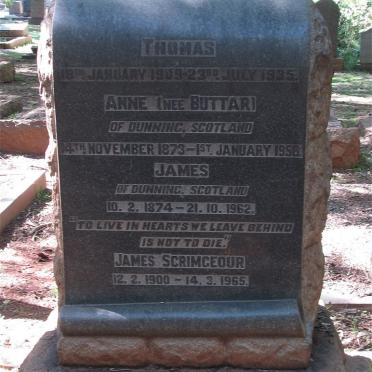 THOMAS
18TH JANUARY 1909-23RD JULY 1935.
ANNE (NEE BUTTAR)
OF DUNNING, SCOTLAND
14TH NOVEMBER 1873-1ST JANUARY 1956.
JAMES
OF DUNNING, SCOTLAND
10. 2. 1874 - 21. 10. 1962.
"TO LIVE IN HEARTS WE LEAVE BEHIND
IS NOT TO DIE."
JAMES SCRIMGEOUR
12. 2. 1900 - 14. 3. 1965.